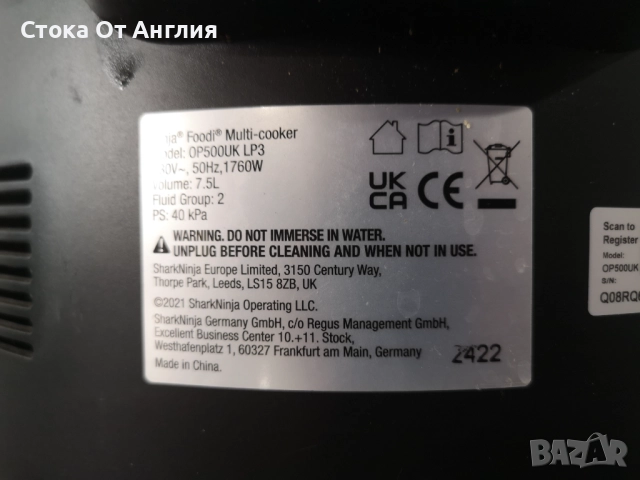 Стока От Англия
Foodi® Multi-cooker
OP500UK LP3
50Hz,1760W
Volume: 7.5L
Fluid Group: 2
PS: 40 kPa
UK
CA CE
WARNING. DO NOT IMMERSE IN WATER.
UNPLUG BEFORE CLEANING AND WHEN NOT IN USE.
SharkNinja Europe Limited, 3150 Century Way,
Thorpe Park, Leeds, LS15 8ZB, UK
©2021 SharkNinja Operating LLC.
SharkNinja Germany GmbH, c/o Regus Management GmbH,
Excellent Business Center 10.+11. Stock,
Westhafenplatz 1, 60327 Frankfurt am Main, Germany
Made in China.
2422
Scan to
Register
Model:
OP500UK
S/N:
Q08RQ
BAZAR